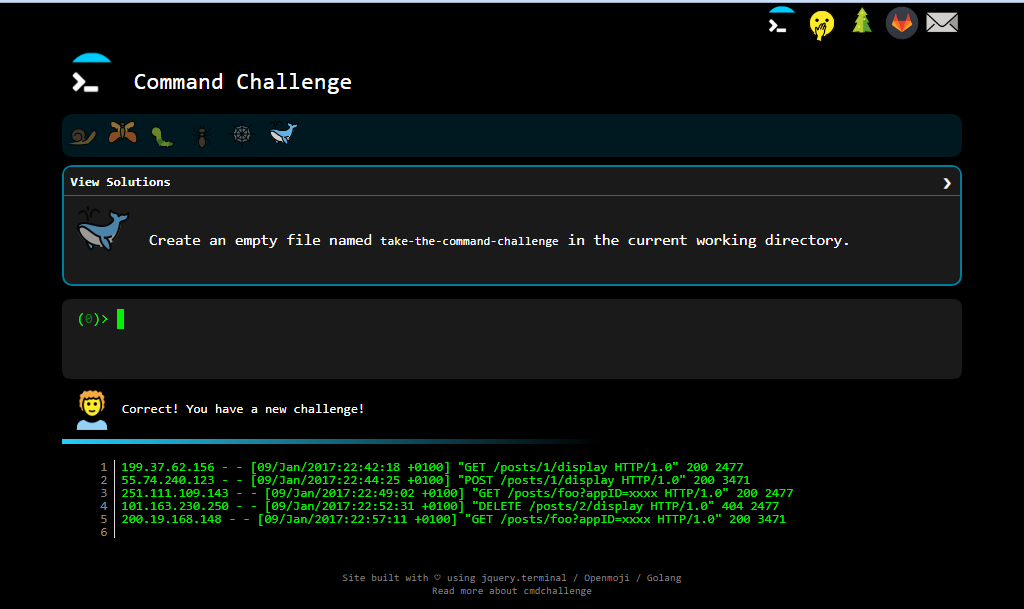 Command Challenge
View Solutions
Create an empty file named take-the-command-challenge in the current working directory.
(0)>
Correct! You have a new challenge!
1 199.37.62.156 - - [09/Jan/2017:22:42:18 +0100] "GET /posts/1/display HTTP/1.0" 200 2477
2 55.74.240.123 - - [09/Jan/2017:22:44:25 +0100] "POST /posts/1/display HTTP/1.0" 200 3471
3 251.111.109.143 - - [09/Jan/2017:22:49:02 +0100] "GET /posts/foo?appID=xxxx HTTP/1.0" 200 2477
4 101.163.230.250 - - [09/Jan/2017:22:52:31 +0100] "DELETE /posts/2/display HTTP/1.0" 404 2477
5 200.19.168.148 - - [09/Jan/2017:22:57:11 +0100] "GET /posts/foo?appID=xxxx HTTP/1.0" 200 3471
6
Site built with ♡ using jquery.terminal / Openmoji / Golang
Read more about cmdchallenge